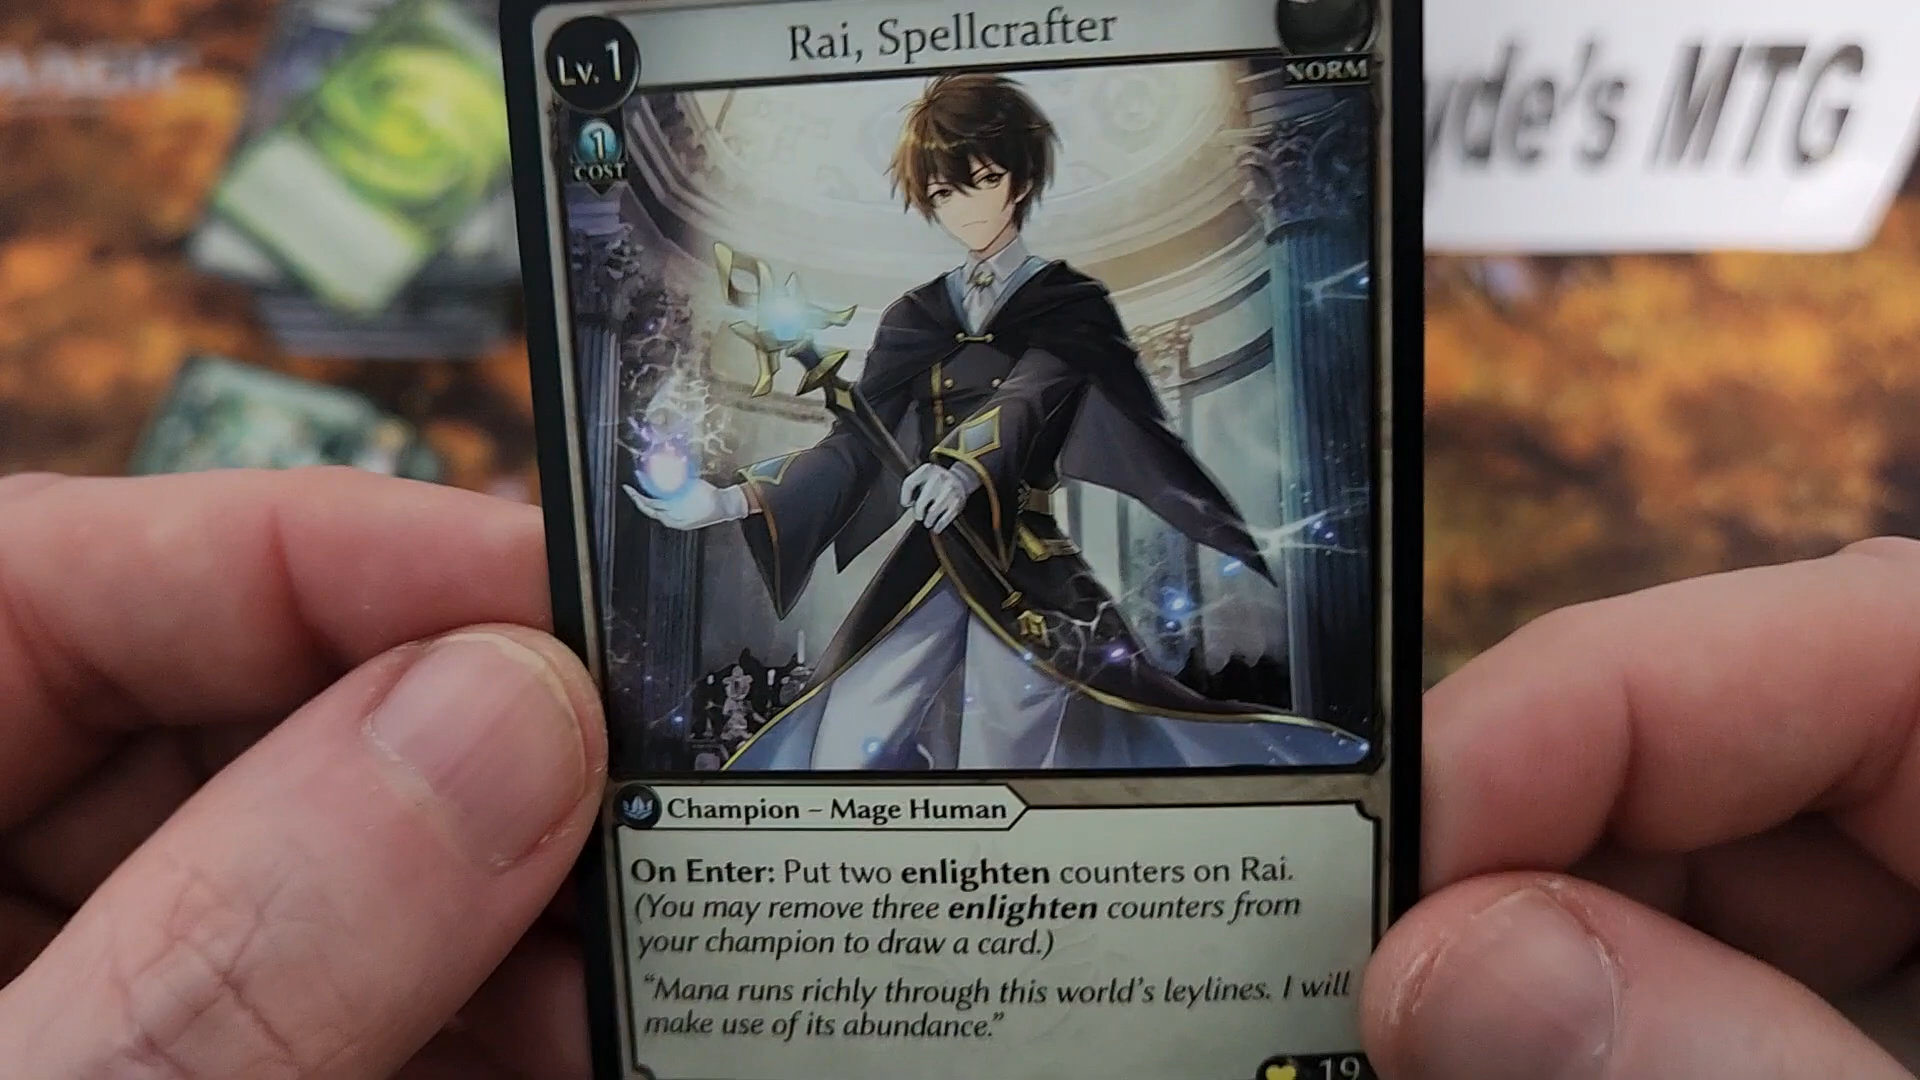 Rai, Spellcrafter
Lv. 1
NORM
1
COST
MAGIC
yde's MTG
Champion – Mage Human
On Enter: Put two enlighten counters on Rai.
(You may remove three enlighten counters from
your champion to draw a card.)
“Mana runs richly through this world's leylines. I will
make use of its abundance.”
19